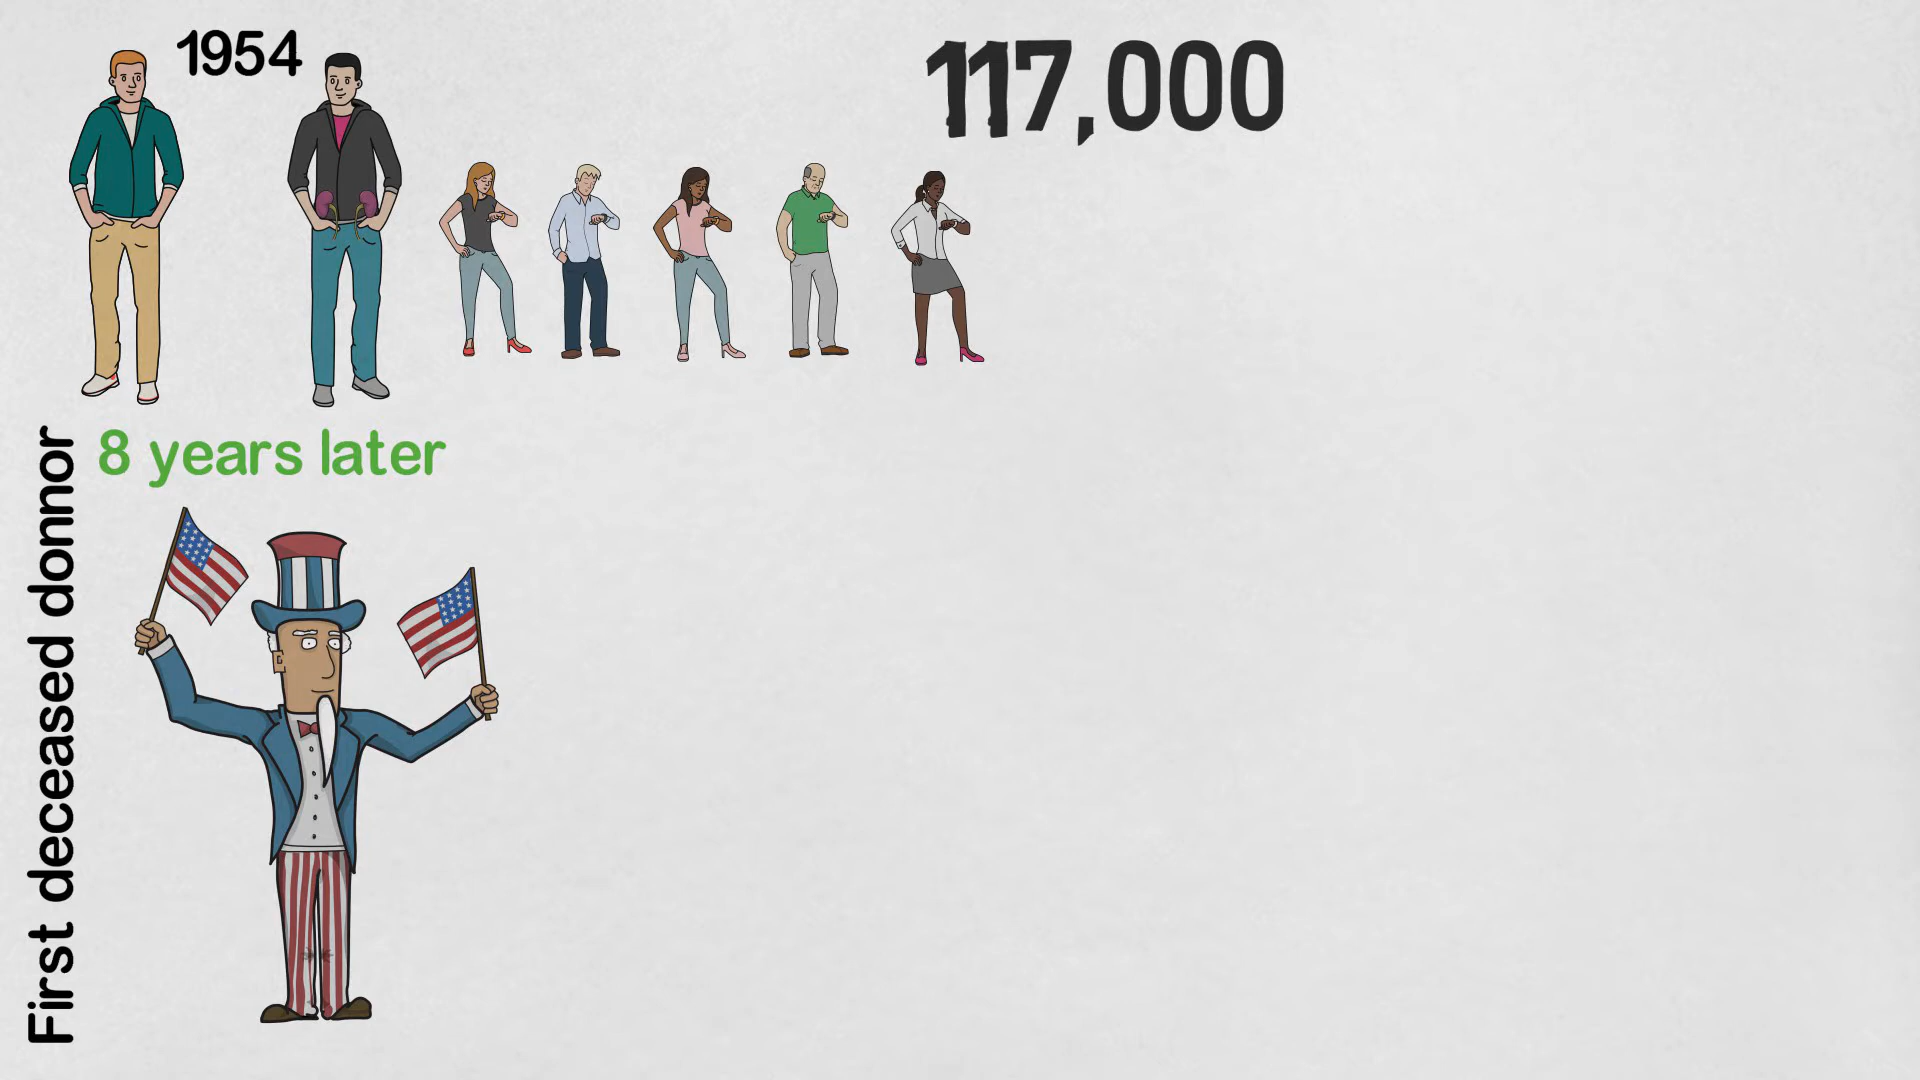 1954
117,000
8 years later
First deceased donnor